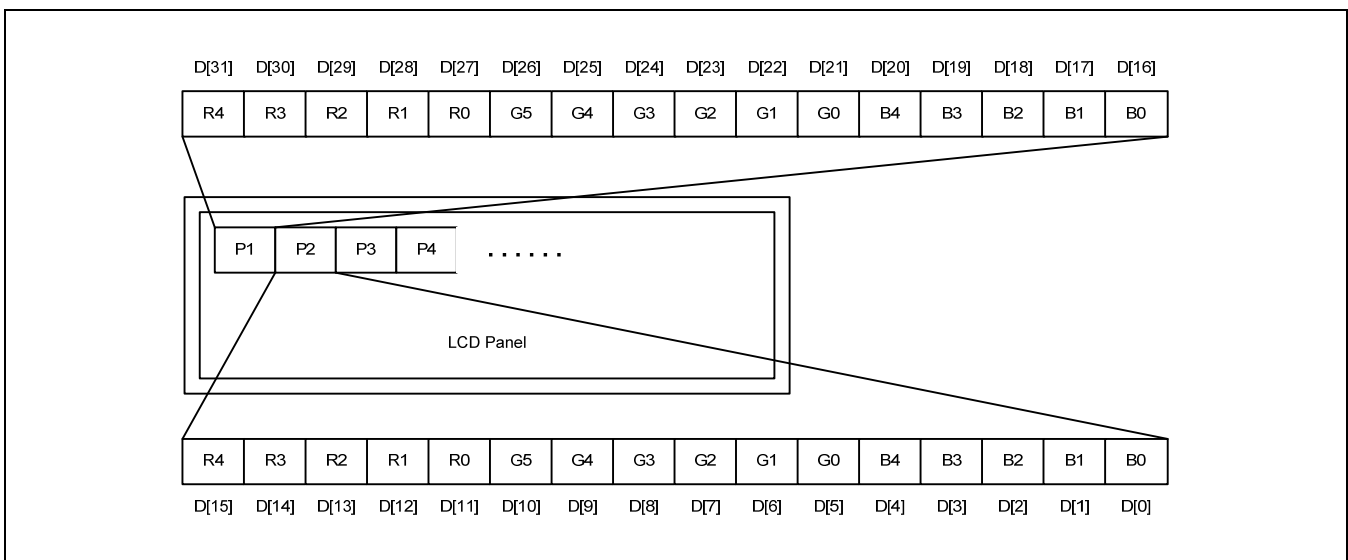 D[31] D[30] D[29] D[28] D[27] D[26] D[25] D[24] D[23] D[22] D[21] D[20] D[19] D[18] D[17] D[16]
R4 R3 R2 R1 R0 G5 G4 G3 G2 G1 G0 B4 B3 B2 B1 B0
P1 P2 P3 P4 ......
LCD Panel
R4 R3 R2 R1 R0 G5 G4 G3 G2 G1 G0 B4 B3 B2 B1 B0
D[15] D[14] D[13] D[12] D[11] D[10] D[9] D[8] D[7] D[6] D[5] D[4] D[3] D[2] D[1] D[0]